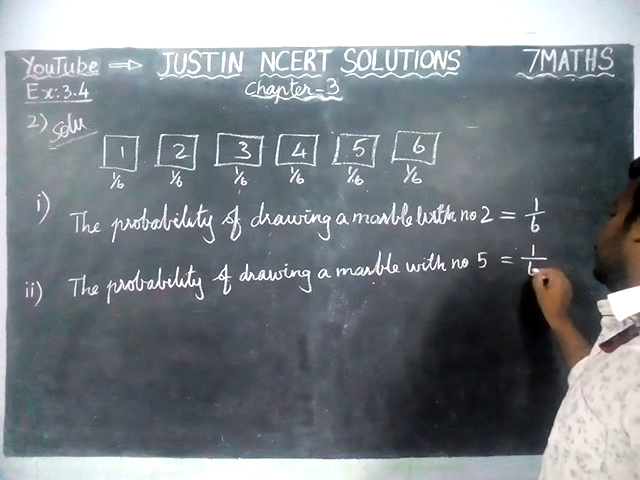 YouTube ⇒ JUSTIN NCERT SOLUTIONS 7MATHS
Ex: 3.4 Chapter-3
2) Solu
1 2 3 4 5 6
1/6 1/6 1/6 1/6 1/6 1/6
i) The probability of drawing a marble with no 2 = 1/6
ii) The probability of drawing a marble with no 5 = 1/6